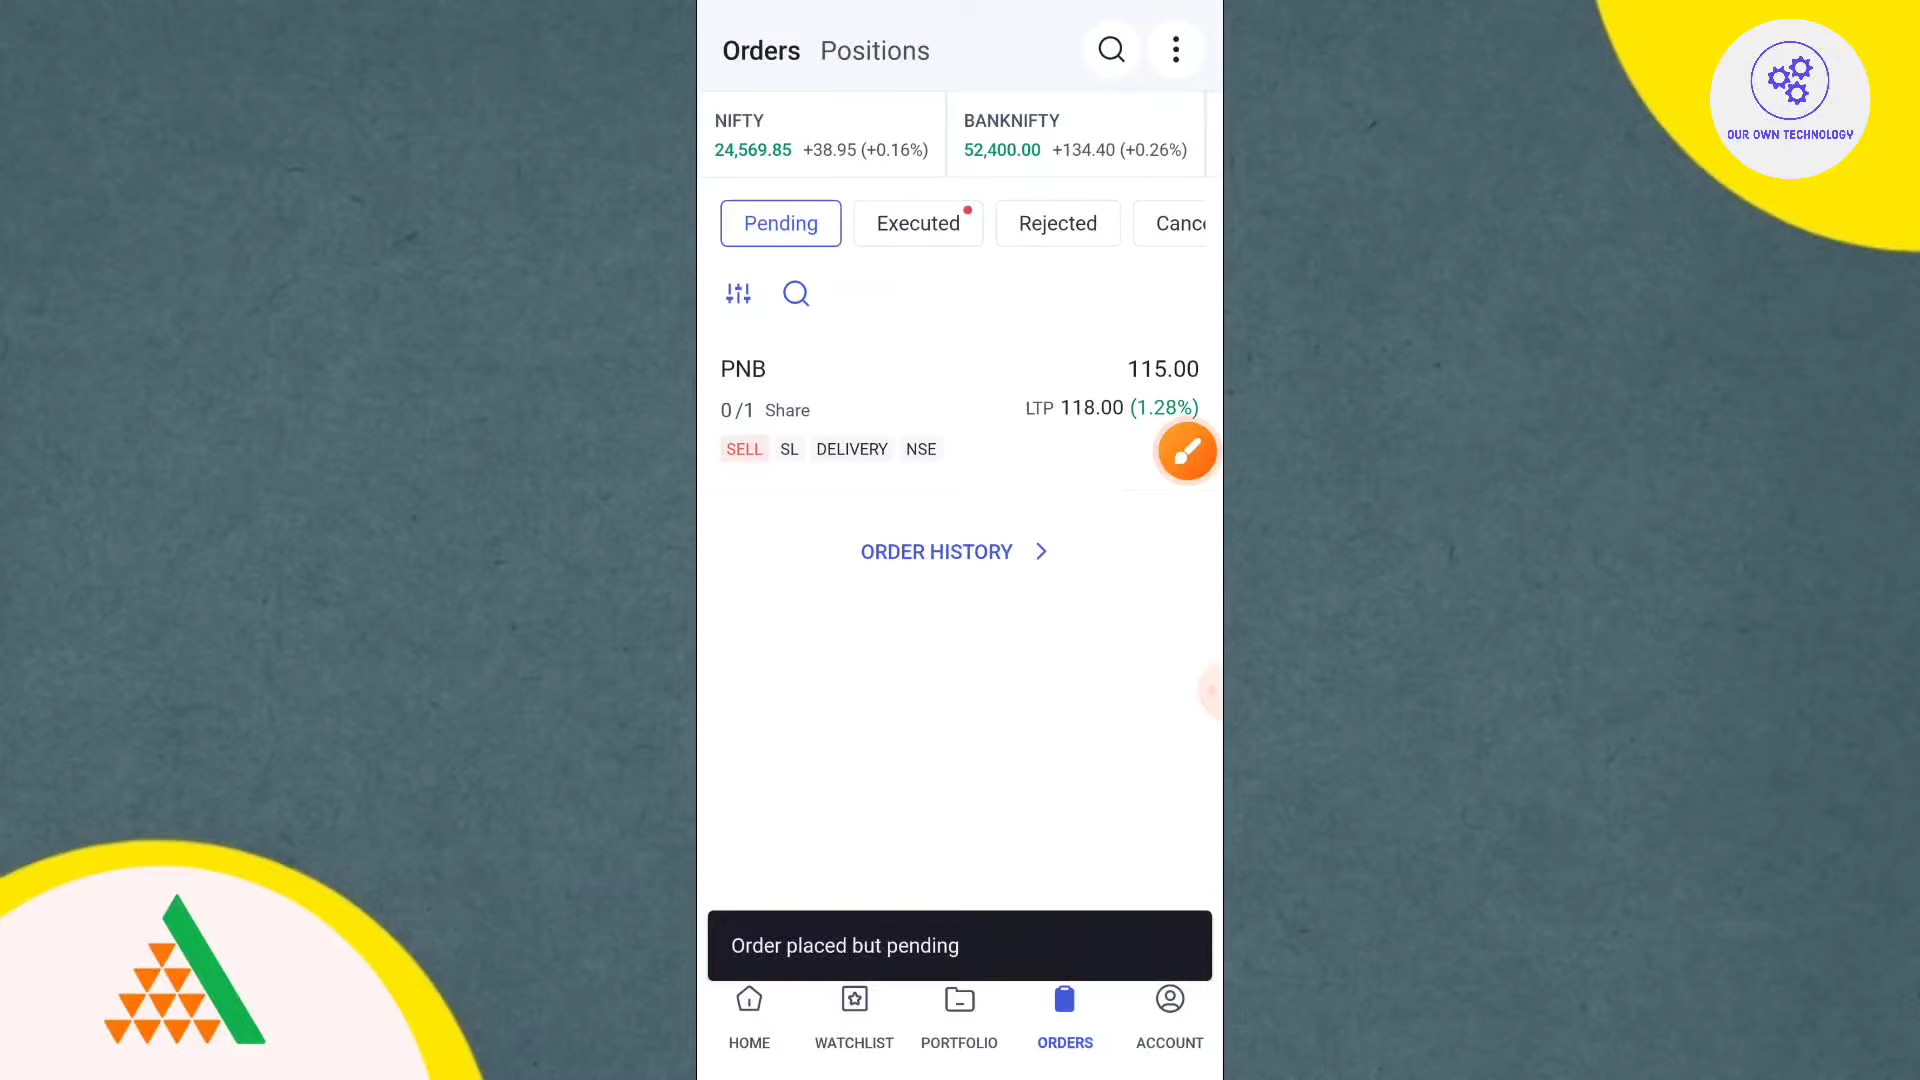 Orders Positions
NIFTY
24,569.85 +38.95 (+0.16%)
BANKNIFTY
52,400.00 +134.40 (+0.26%)
Pending Executed Rejected Canc
PNB 115.00
0/1 Share LTP 118.00 (1.28%)
SELL SL DELIVERY NSE
ORDER HISTORY
Order placed but pending
HOME WATCHLIST PORTFOLIO ORDERS ACCOUNT
OUR OWN TECHNOLOGY